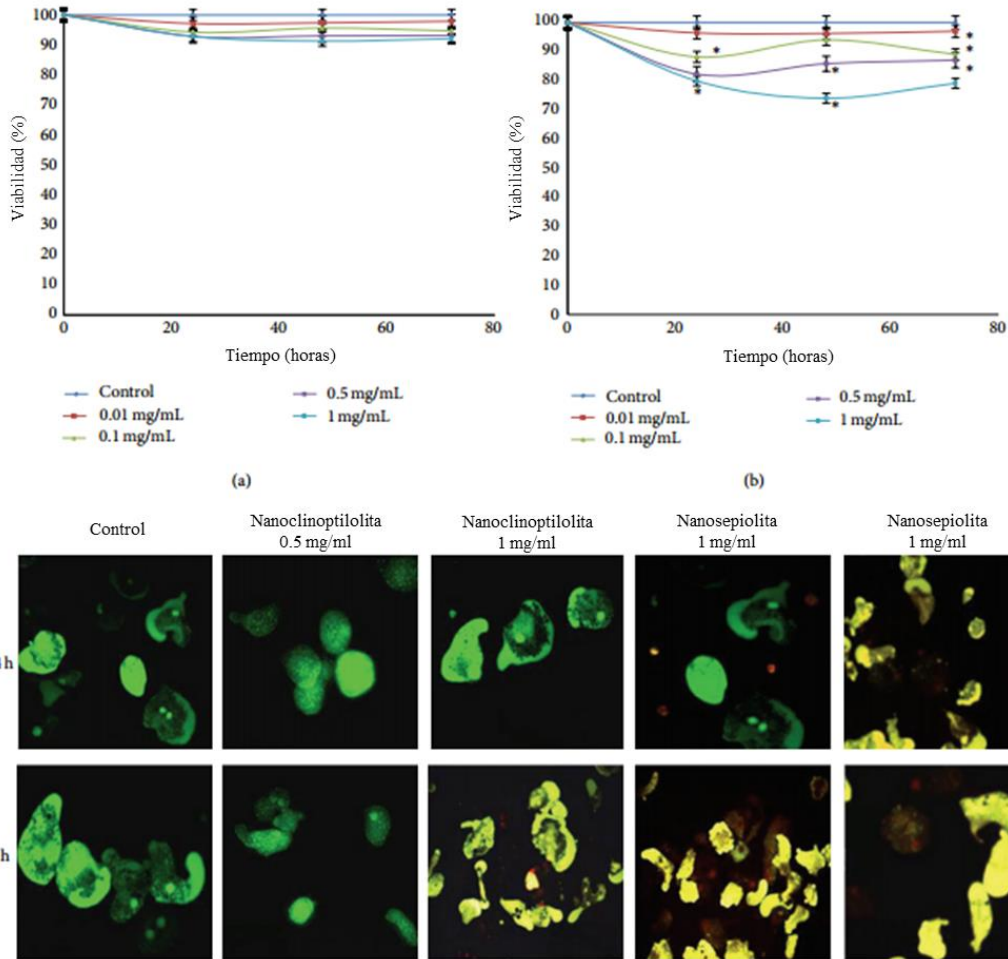 100
90
80
70
60
50
40
30
20
10
0
Viabilidad (%)
0 20 40 60 80
Tiempo (horas)
Control
0.01 mg/mL
0.1 mg/mL
0.5 mg/mL
1 mg/mL
(a)
100
90
80
70
60
50
40
30
20
10
0
Viabilidad (%)
* * * * * * * * *
0 20 40 60 80
Tiempo (horas)
Control
0.01 mg/mL
0.1 mg/mL
0.5 mg/mL
1 mg/mL
(b)
Control
Nanoclinoptilolita
0.5 mg/ml
Nanoclinoptilolita
1 mg/ml
Nanosepiolita
1 mg/ml
Nanosepiolita
1 mg/ml
h
h